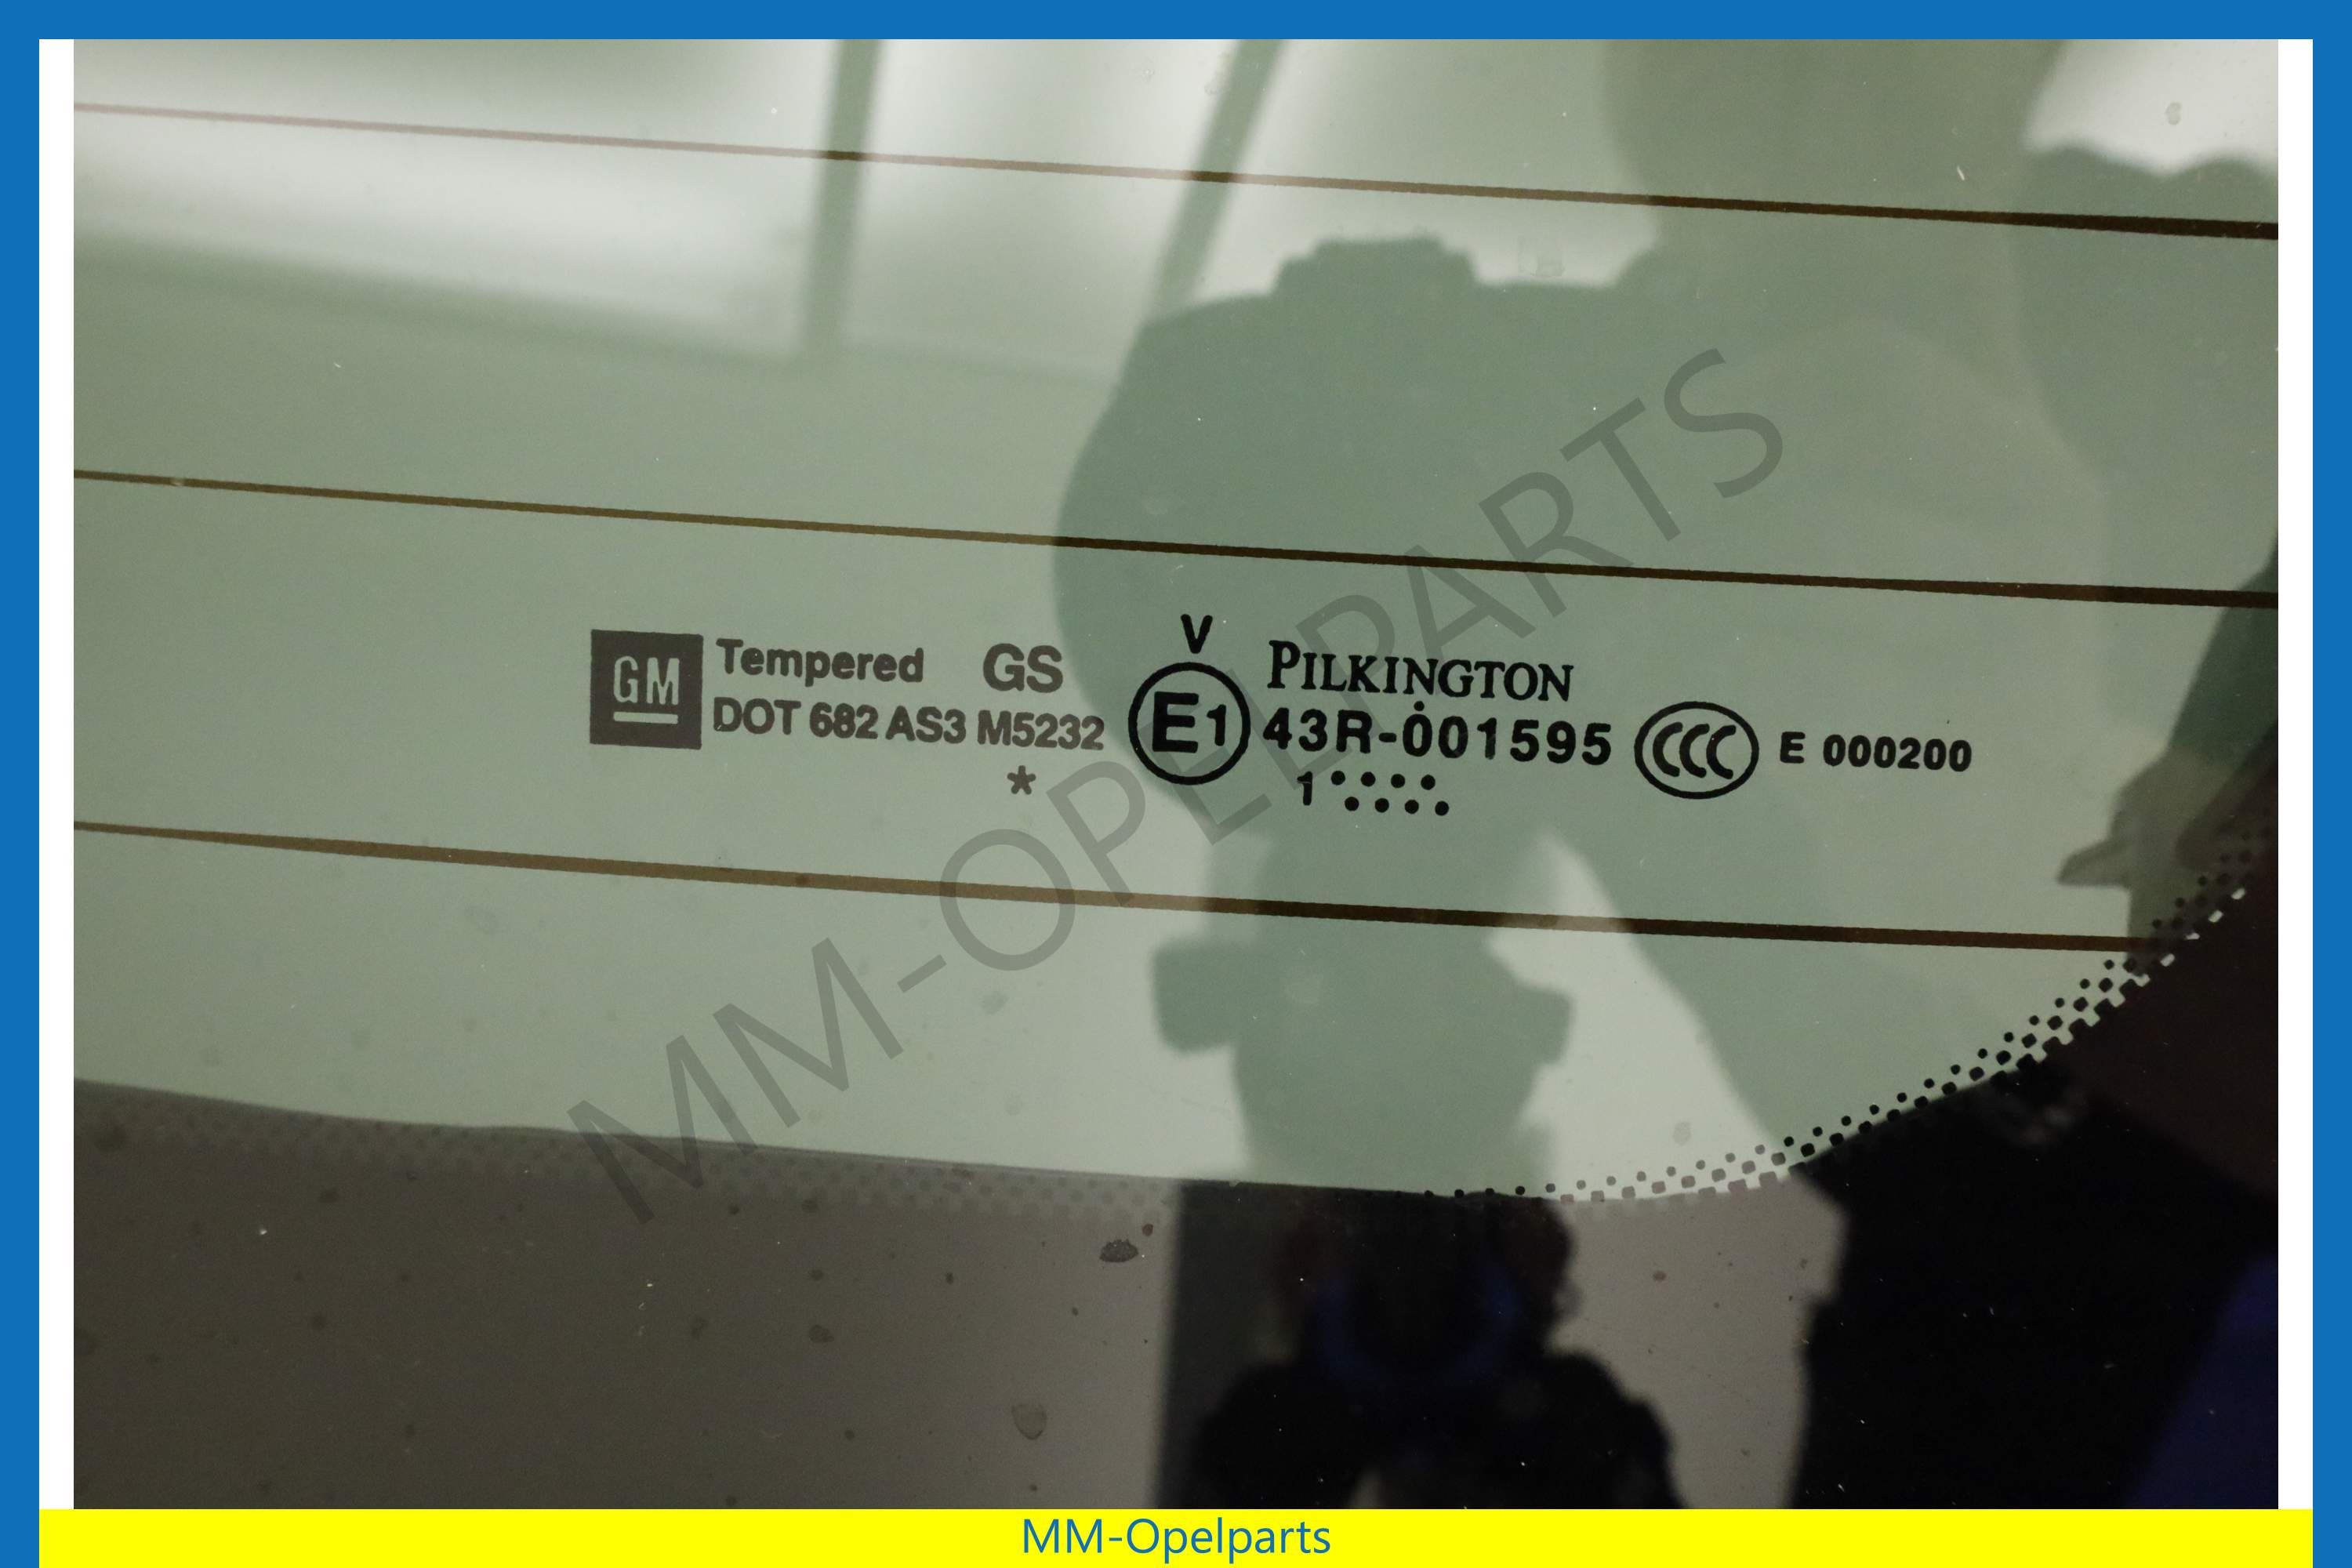 GM
Tempered GS
DOT 682 AS3 M5232
*
V
E1
PILKINGTON
43R-001595
1
CCC
E 000200
MM-OPELPARTS
MM-Opelparts